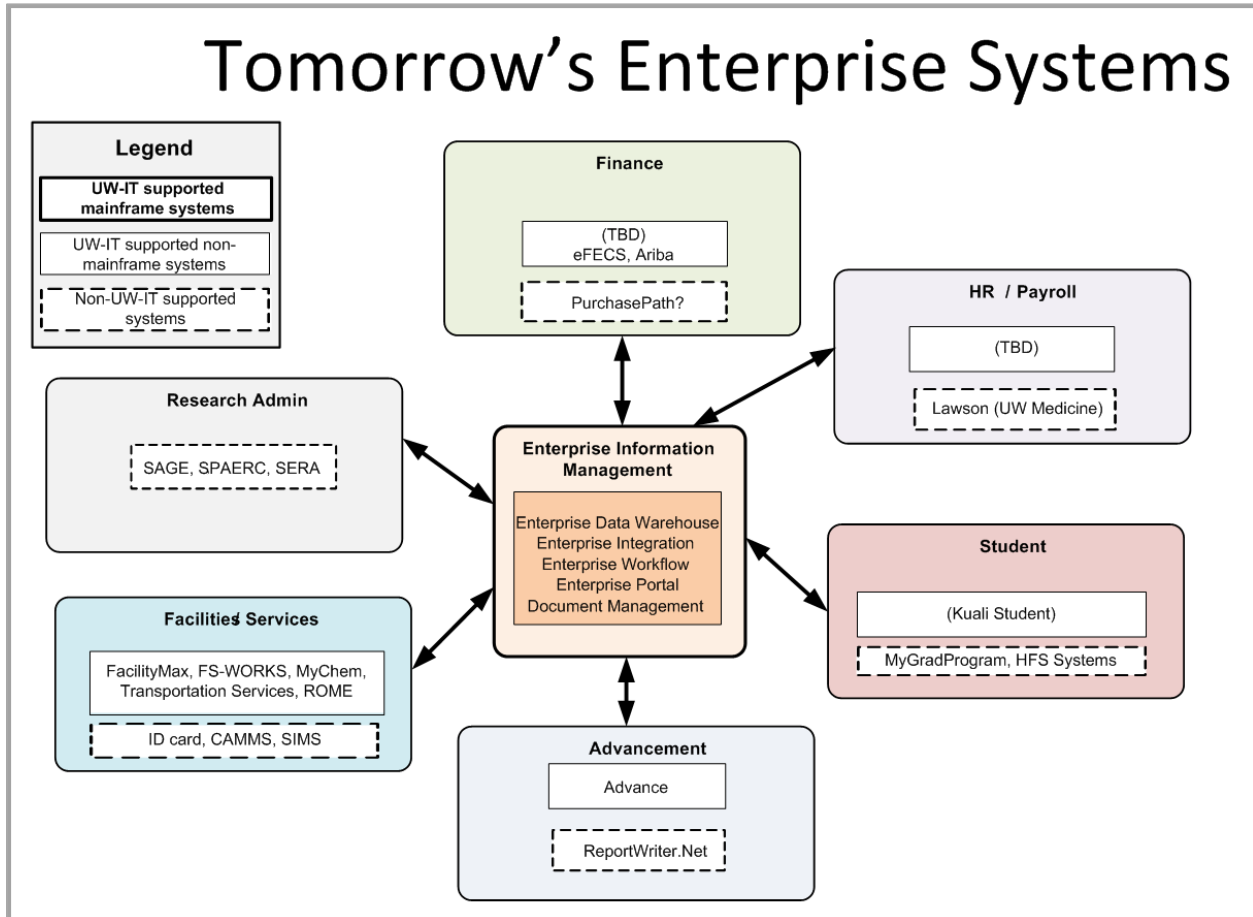 Tomorrow's Enterprise Systems
Legend
UW-IT supported
mainframe systems
UW-IT supported non-
mainframe systems
Non-UW-IT supported
systems
Finance
(TBD)
eFECS, Ariba
PurchasePath?
HR / Payroll
(TBD)
Lawson (UW Medicine)
Research Admin
SAGE, SPAERC, SERA
Enterprise Information
Management
Enterprise Data Warehouse
Enterprise Integration
Enterprise Workflow
Enterprise Portal
Document Management
Student
(Kuali Student)
MyGradProgram, HFS Systems
Facilities/ Services
FacilityMax, FS-WORKS, MyChem,
Transportation Services, ROME
ID card, CAMMS, SIMS
Advancement
Advance
ReportWriter.Net